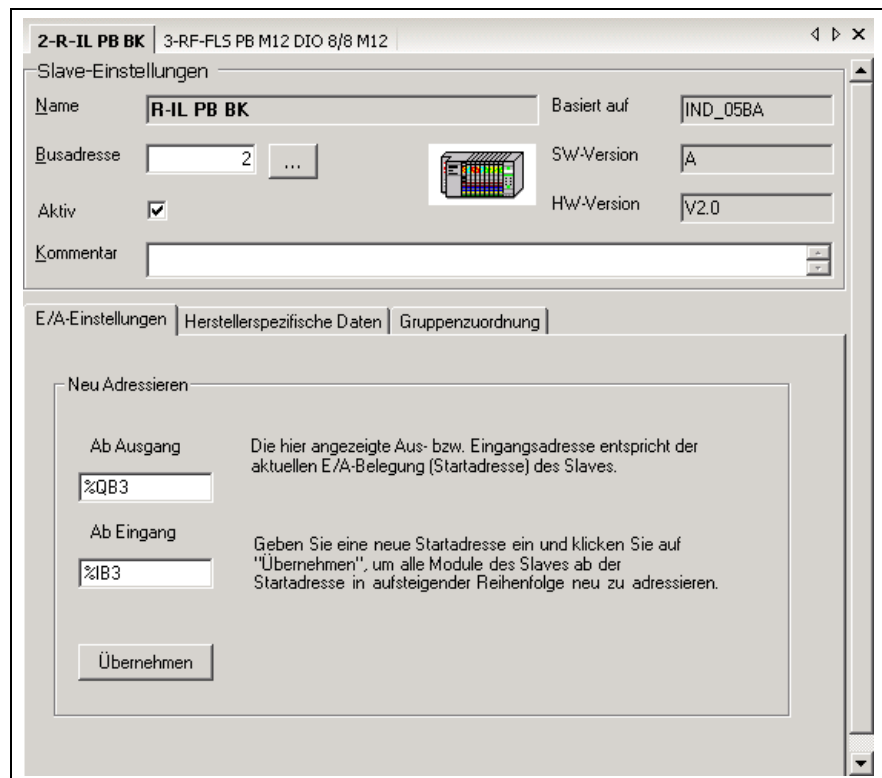 2-R-IL PB BK 3-RF-FLS PB M12 DIO 8/8 M12
Slave-Einstellungen
Name R-IL PB BK Basiert auf IND_05BA
Busadresse 2 ... SW-Version A
Aktiv HW-Version V2.0
Kommentar
E/A-Einstellungen Herstellerspezifische Daten Gruppenzuordnung
Neu Adressieren
Ab Ausgang
%QB3
Die hier angezeigte Aus- bzw. Eingangsadresse entspricht der
aktuellen E/A-Belegung (Startadresse) des Slaves.
Ab Eingang
%IB3
Geben Sie eine neue Startadresse ein und klicken Sie auf
"Übernehmen", um alle Module des Slaves ab der
Startadresse in aufsteigender Reihenfolge neu zu adressieren.
Übernehmen